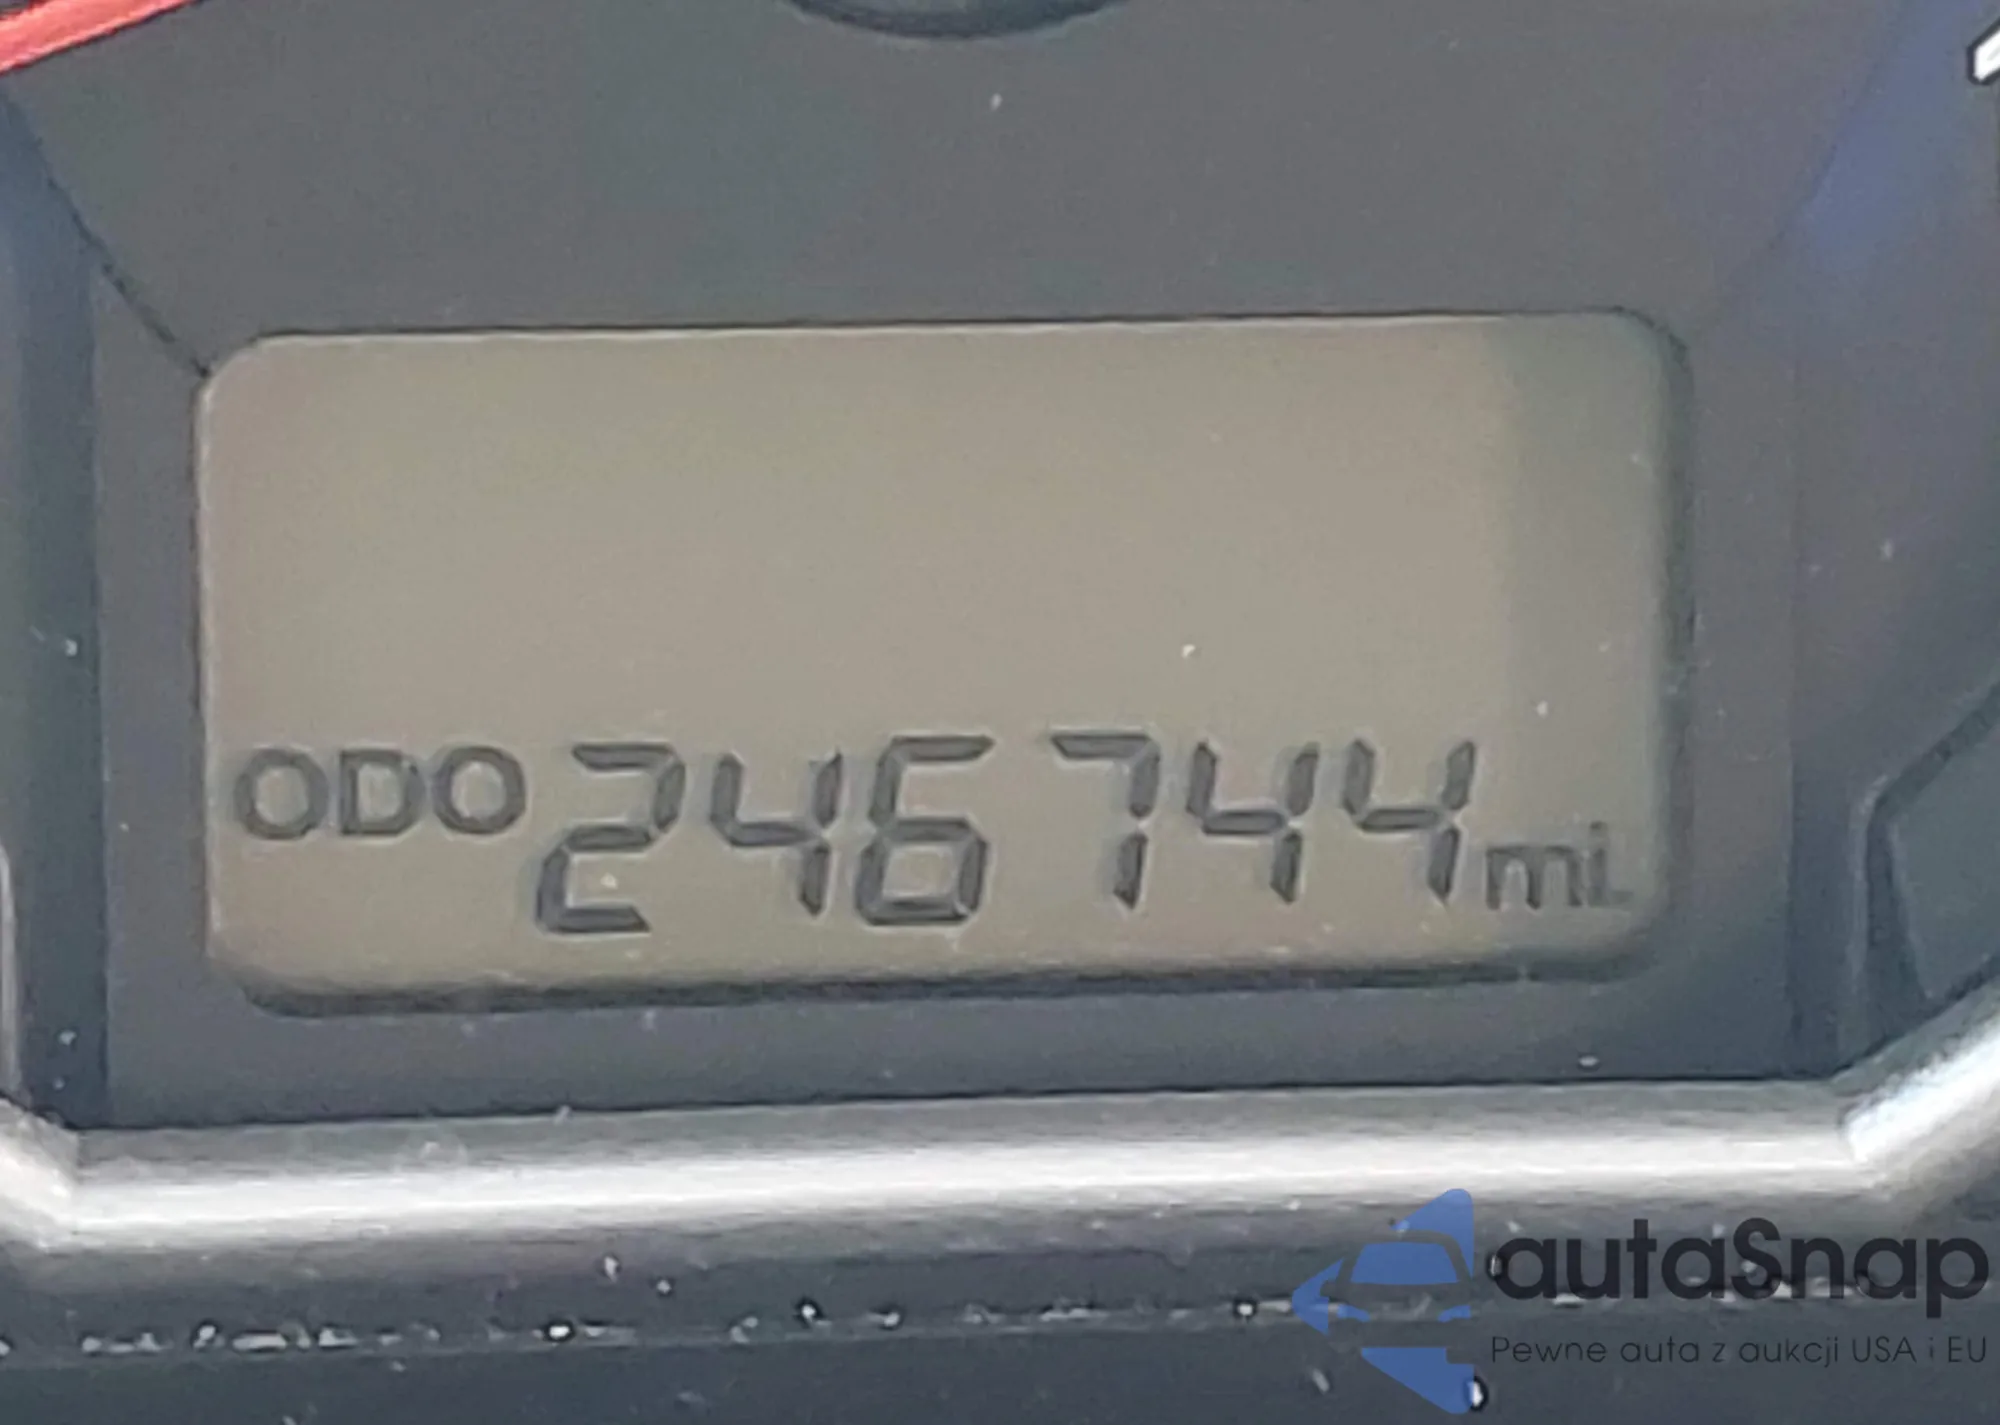 ODO 246744 mi.
autaSnap
Pewne auta z aukcji USA i EU